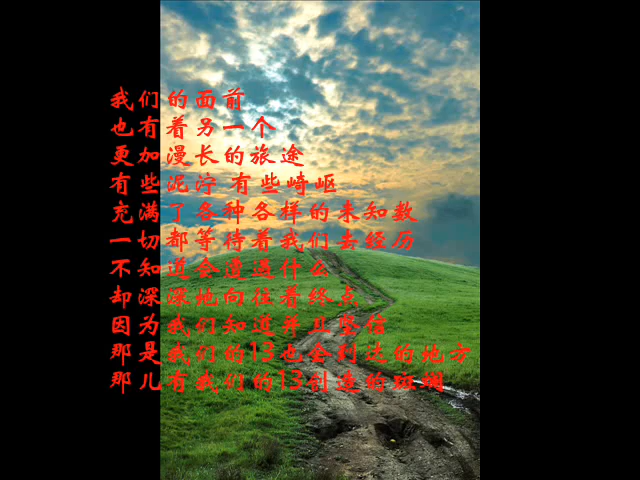 我们的面前
也有着另一个
更加漫长的旅途
有些泥泞 有些崎岖
充满了各种各样的未知数
一切都等待着我们去经历
不知道会遭遇什么
却深深地向往着终点
因为我们知道并且坚信
那是我们的13也会到达的地方
那儿有我们的13创造的斑斓